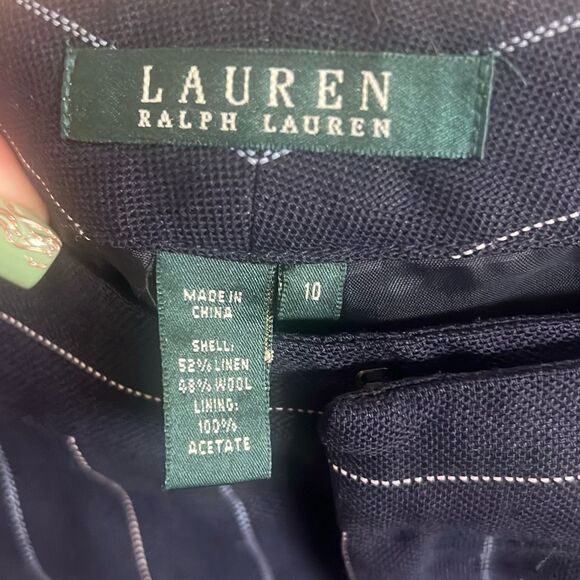 LAUREN
RALPH LAUREN
10
MADE IN
CHINA
SHELL:
52% LINEN
48% WOOL
LINING:
100%
ACETATE